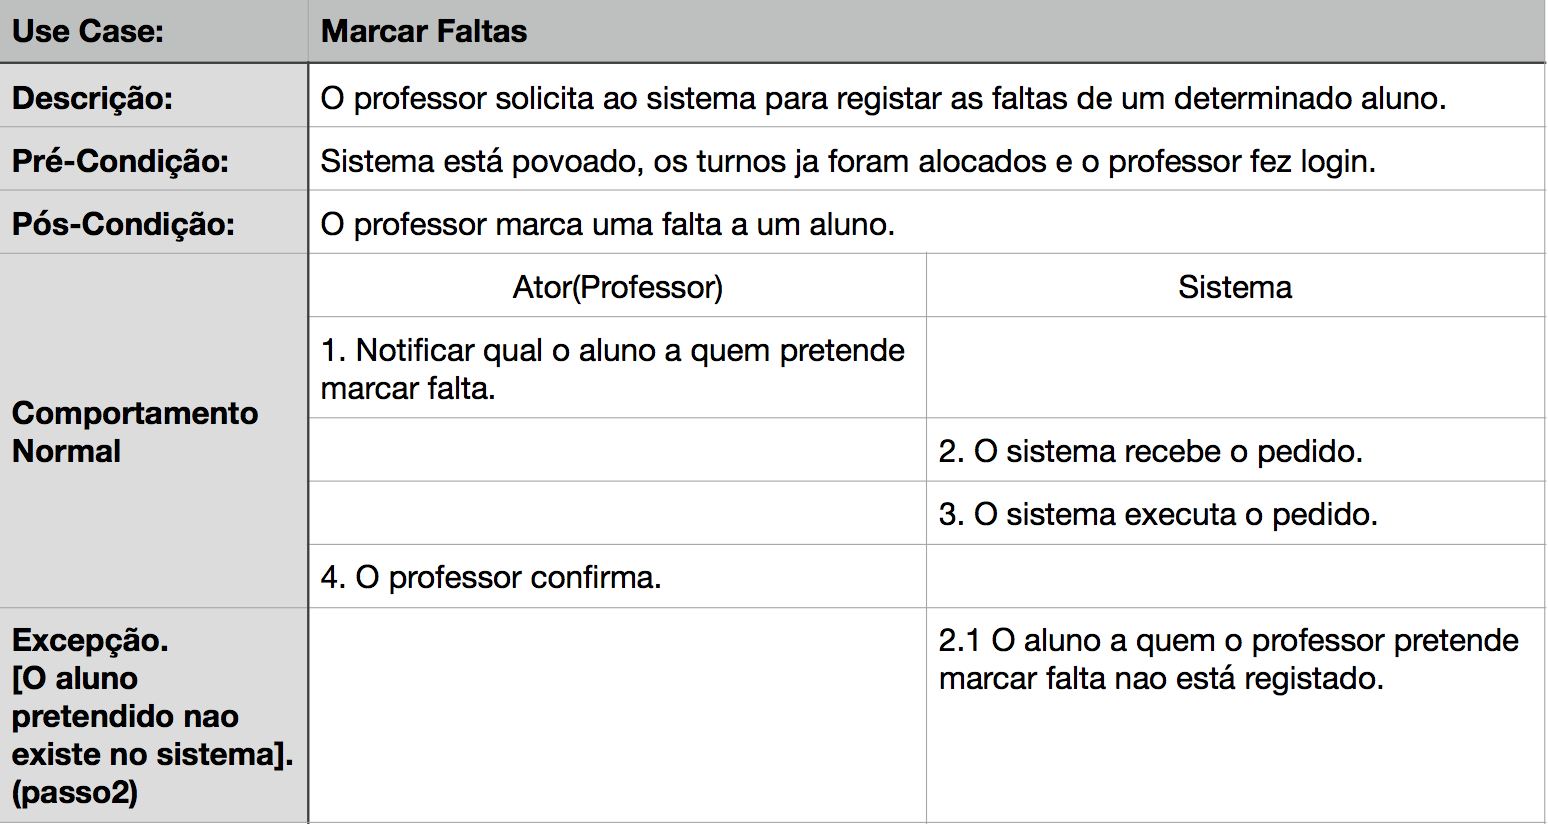 Use Case:
Marcar Faltas
Descrição:
O professor solicita ao sistema para registar as faltas de um determinado aluno.
Pré-Condição:
Sistema está povoado, os turnos ja foram alocados e o professor fez login.
Pós-Condição:
O professor marca uma falta a um aluno.
Comportamento
Normal
Ator(Professor)
Sistema
1. Notificar qual o aluno a quem pretende
marcar falta.
2. O sistema recebe o pedido.
3. O sistema executa o pedido.
4. O professor confirma.
Excepção.
[O aluno
pretendido nao
existe no sistema].
(passo2)
2.1 O aluno a quem o professor pretende
marcar falta nao está registado.